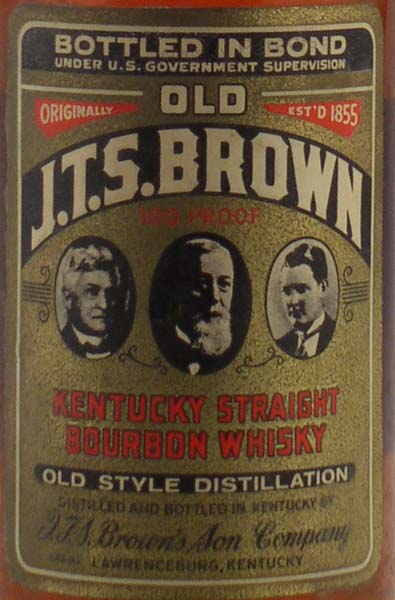 BOTTLED IN BOND
UNDER U.S. GOVERNMENT SUPERVISION
ORIGINALLY OLD EST'D 1855
J.T.S. BROWN
100 PROOF
KENTUCKY STRAIGHT
BOURBON WHISKY
OLD STYLE DISTILLATION
DISTILLED AND BOTTLED IN KENTUCKY BY
J.T.S. Brown's Son Company
LAWRENCEBURG, KENTUCKY